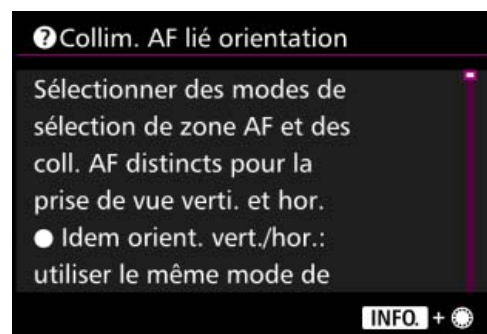 ? Collim. AF lié orientation
Sélectionner des modes de
sélection de zone AF et des
coll. AF distincts pour la
prise de vue verti. et hor.
● Idem orient. vert./hor.:
utiliser le même mode de
INFO. +